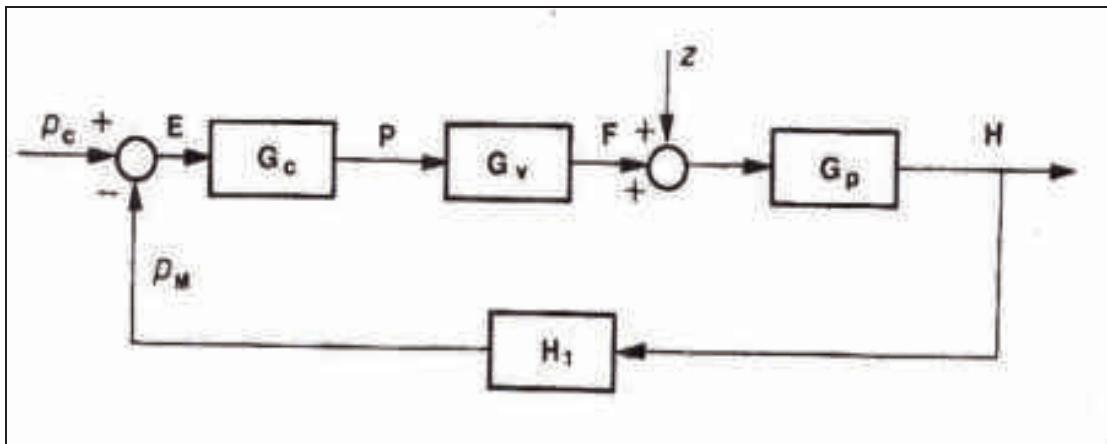 z
p_c + E G_c P G_v F + G_p H
− +
p_M
H_1